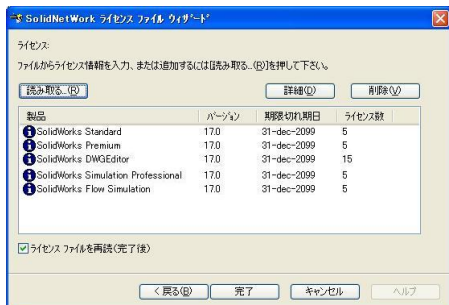 SolidNetWork ライセンス ファイル ウィザード
ライセンス:
ファイルからライセンス情報を入力、または追加するには[読み取る...(R)]を押して下さい。
読み取る...(R) 詳細(D) 削除(V)
製品 バージョン 期限切れ期日 ライセンス数
SolidWorks Standard 17.0 31-dec-2099 5
SolidWorks Premium 17.0 31-dec-2099 5
SolidWorks DWGEditor 17.0 31-dec-2099 15
SolidWorks Simulation Professional 17.0 31-dec-2099 5
SolidWorks Flow Simulation 17.0 31-dec-2099 5
ライセンス ファイルを再読(完了後)
< 戻る(B) 完了 キャンセル ヘルプ